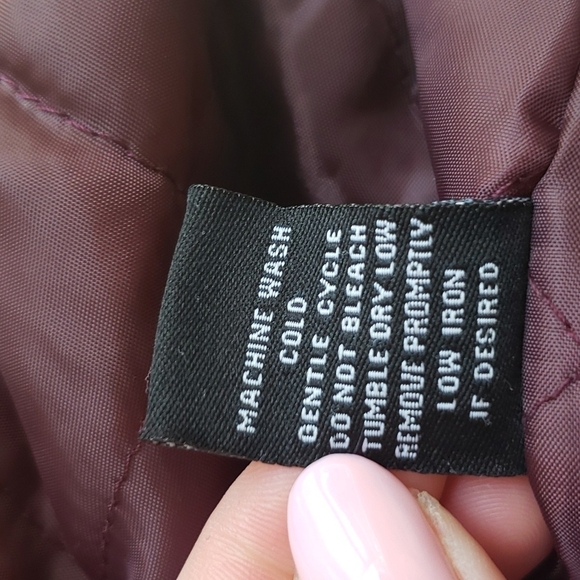 MACHINE WASH
COLD
GENTLE CYCLE
DO NOT BLEACH
TUMBLE DRY LOW
REMOVE PROMPTLY
LOW IRON
IF DESIRED